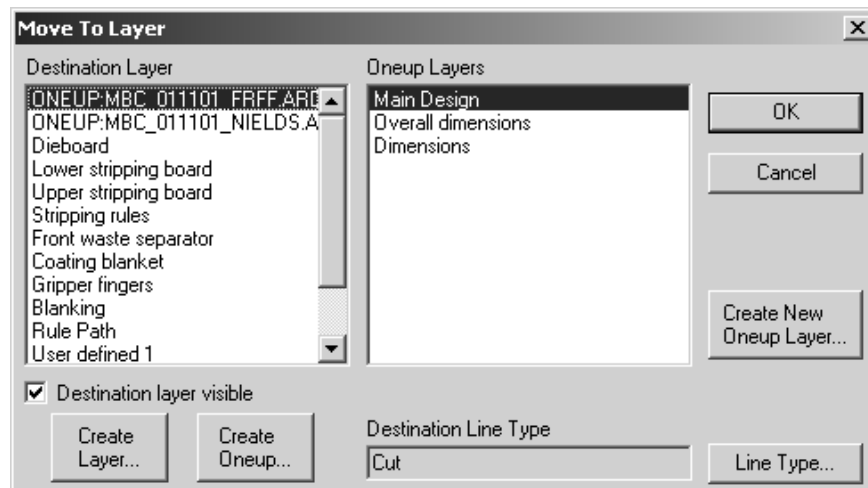 Move To Layer
Destination Layer
ONEUP:MBC_011101_FRFF.ARD
ONEUP:MBC_011101_NIELDS.A
Dieboard
Lower stripping board
Upper stripping board
Stripping rules
Front waste separator
Coating blanket
Gripper fingers
Blanking
Rule Path
User defined 1
Oneup Layers
Main Design
Overall dimensions
Dimensions
OK
Cancel
Create New
Oneup Layer...
Destination layer visible
Create
Layer...
Create
Oneup...
Destination Line Type
Cut
Line Type...